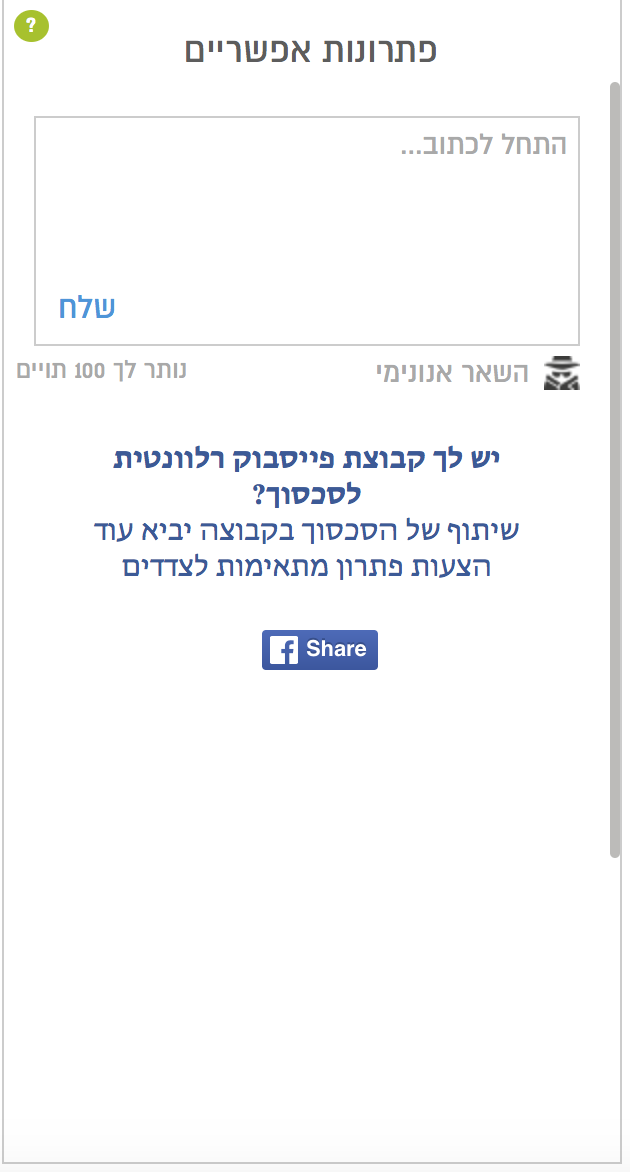 ?
פתרונות אפשריים
התחל לכתוב...
שלח
השאר אנונימי
נותר לך 100 תויים
יש לך קבוצת פייסבוק רלוונטית
לסכסוך?
שיתוף של הסכסוך בקבוצה יביא עוד
הצעות פתרון מתאימות לצדדים
Share